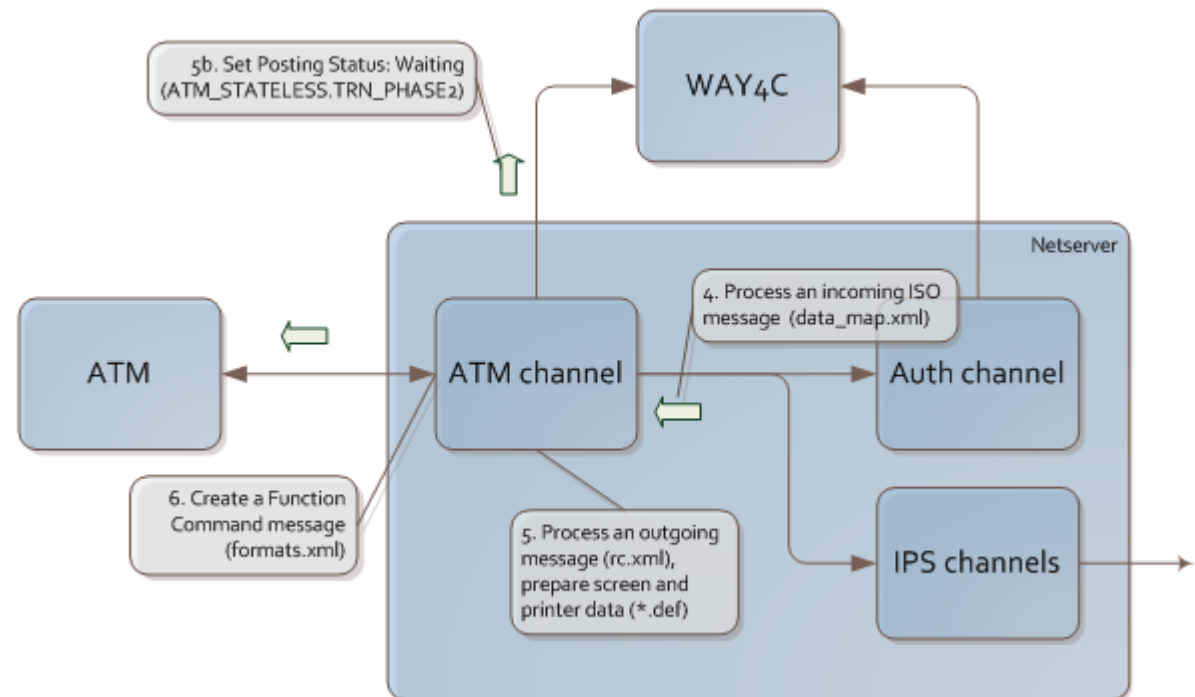 5b. Set Posting Status: Waiting
(ATM_STATELESS.TRN_PHASE2)
WAY4C
Netserver
4. Process an incoming ISO
message (data_map.xml)
ATM
ATM channel
Auth channel
6. Create a Function
Command message
(formats.xml)
5. Process an outgoing
message (rc.xml),
prepare screen and
printer data (*.def)
IPS channels